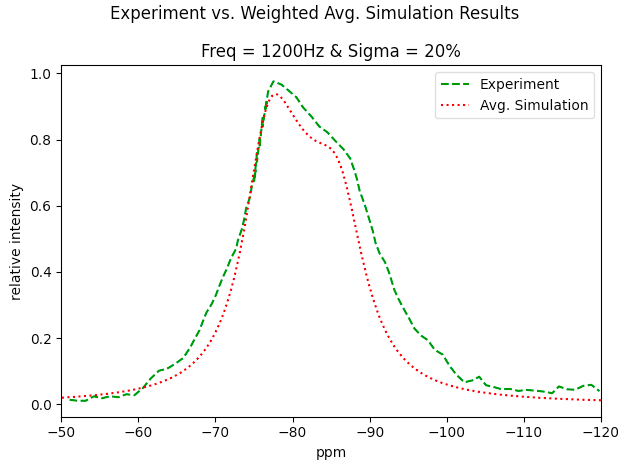 Experiment vs. Weighted Avg. Simulation Results
Freq = 1200Hz & Sigma = 20%
Experiment
Avg. Simulation
relative intensity
1.0
0.8
0.6
0.4
0.2
0.0
−50 −60 −70 −80 −90 −100 −110 −120
ppm